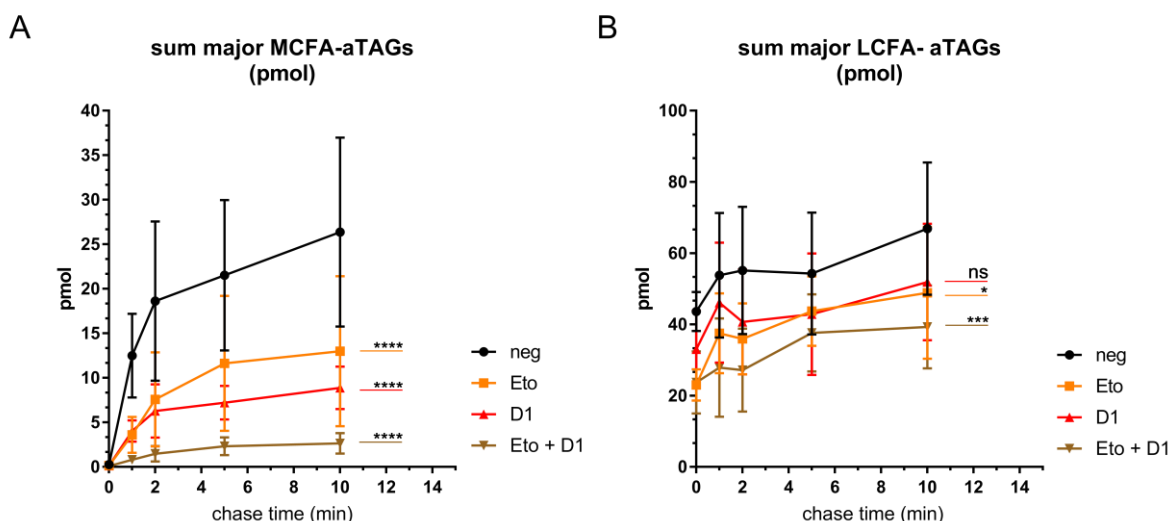 A
sum major MCFA-aTAGs
(pmol)
pmol
40
35
30
25
20
15
10
5
0
0 2 4 6 8 10 12 14
chase time (min)
****
****
****
neg
Eto
D1
Eto + D1
B
sum major LCFA- aTAGs
(pmol)
pmol
100
80
60
40
20
0
0 2 4 6 8 10 12 14
chase time (min)
ns
*
***
neg
Eto
D1
Eto + D1